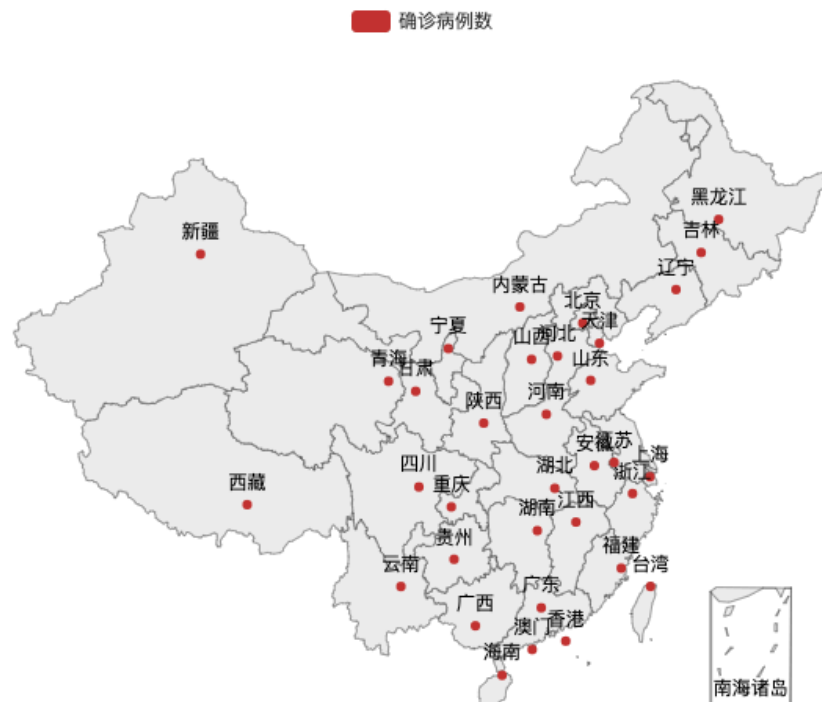 确诊病例数
黑龙江
吉林
新疆
辽宁
内蒙古
北京
天津
宁夏
山西
河北
青海
甘肃
山东
河南
陕西
安徽
江苏
上海
四川
湖北
浙江
西藏
重庆
湖南
江西
贵州
福建
云南
台湾
广东
广西
香港
澳门
海南
南海诸岛